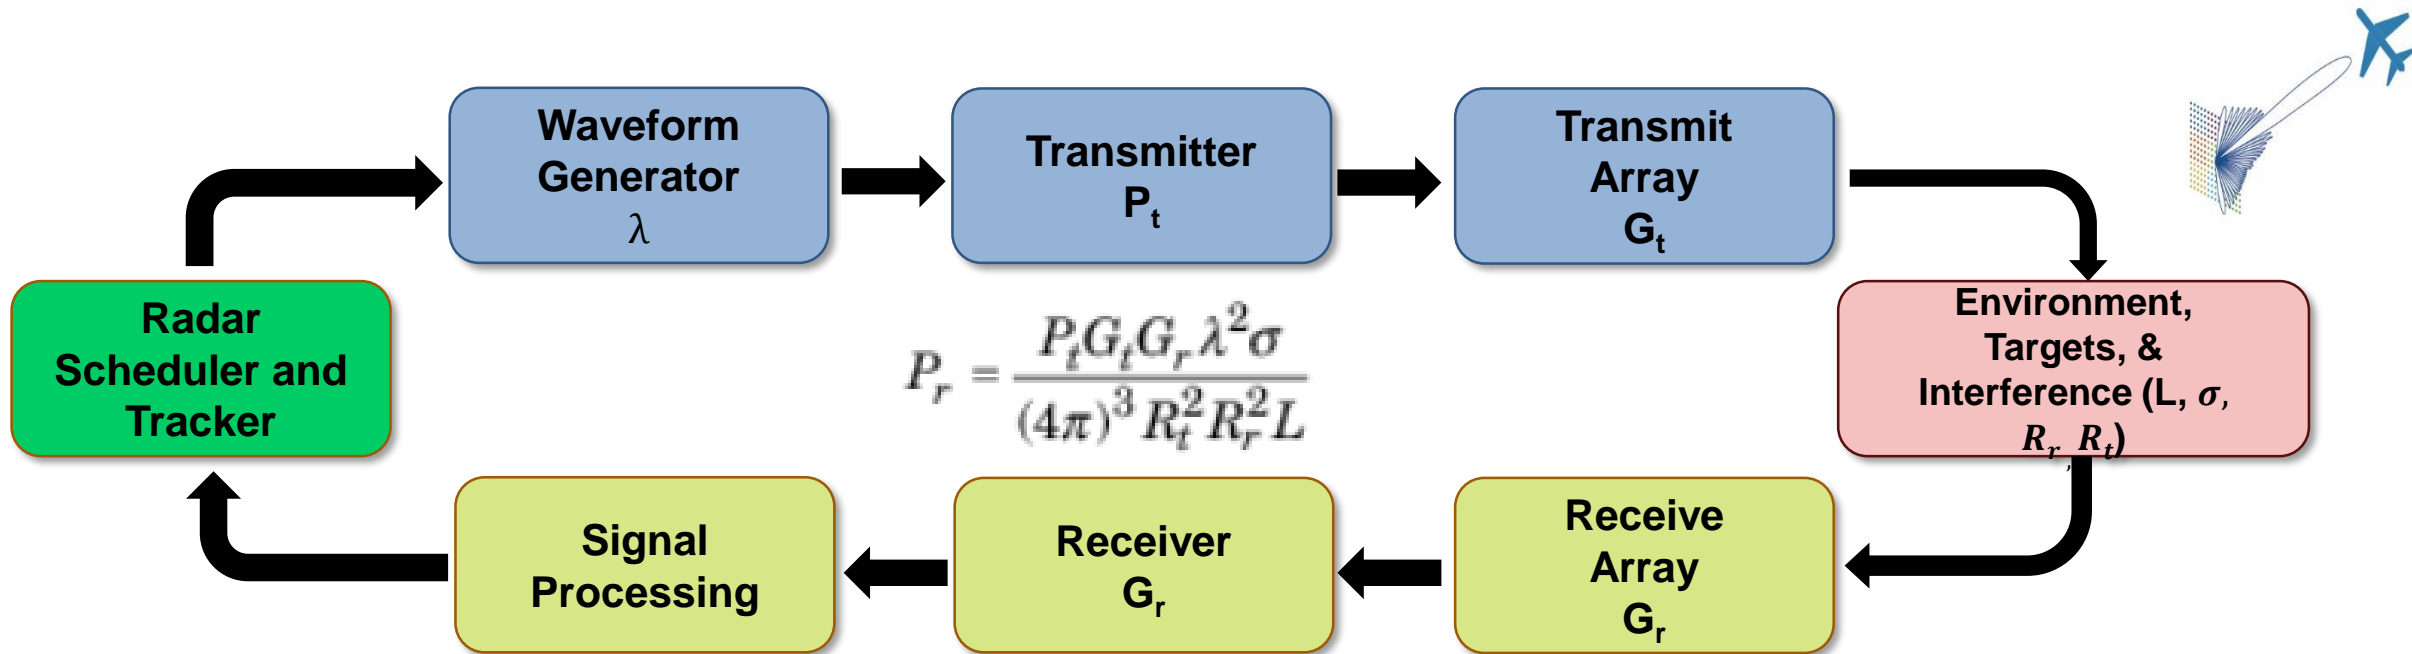 Waveform
Generator
λ
Transmitter
Pₜ
Transmit
Array
Gₜ
Radar
Scheduler and
Tracker
Pᵣ = PₜGₜGᵣλ²σ / (4π)³Rₜ²Rᵣ²L
Environment,
Targets, &
Interference (L, σ,
Rᵣ, Rₜ)
Signal
Processing
Receiver
Gᵣ
Receive
Array
Gᵣ